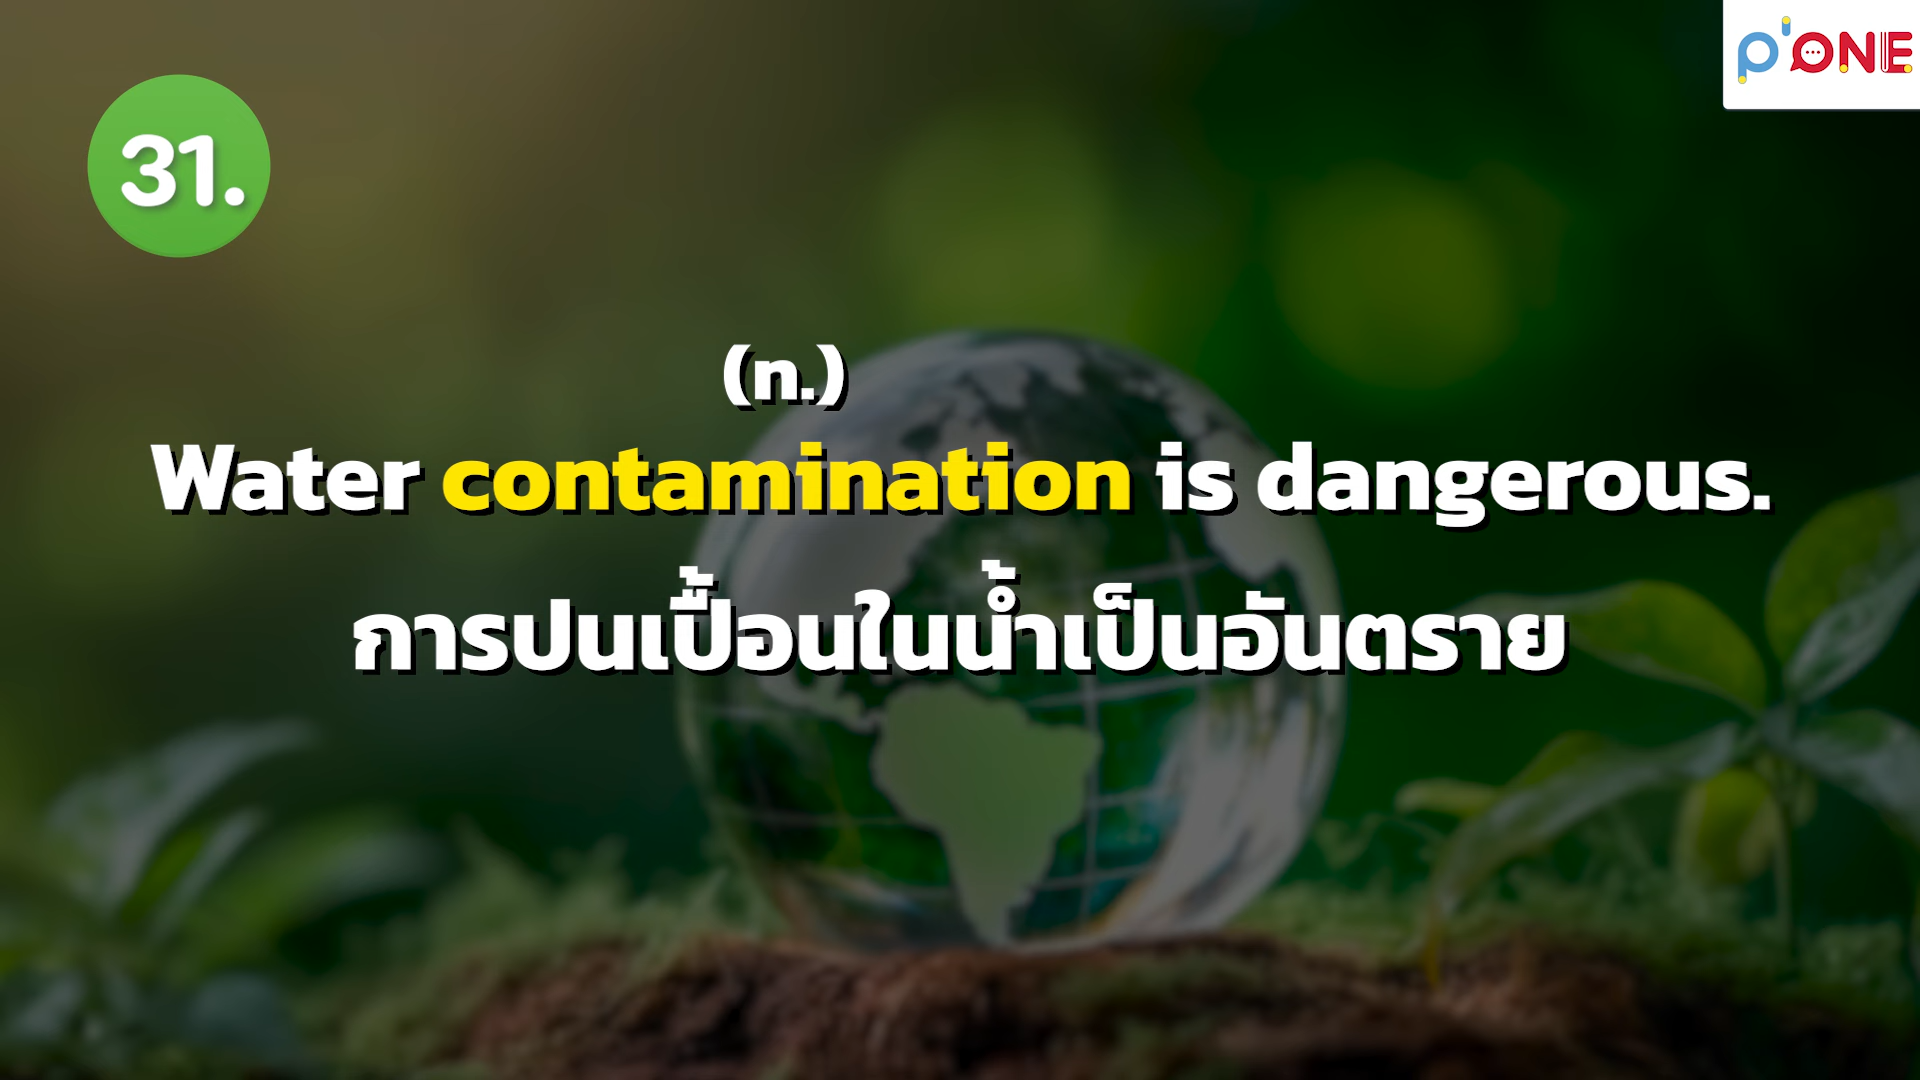 P'ONE
31.
(n.)
Water contamination is dangerous.
การปนเปื้อนในน้ำเป็นอันตราย